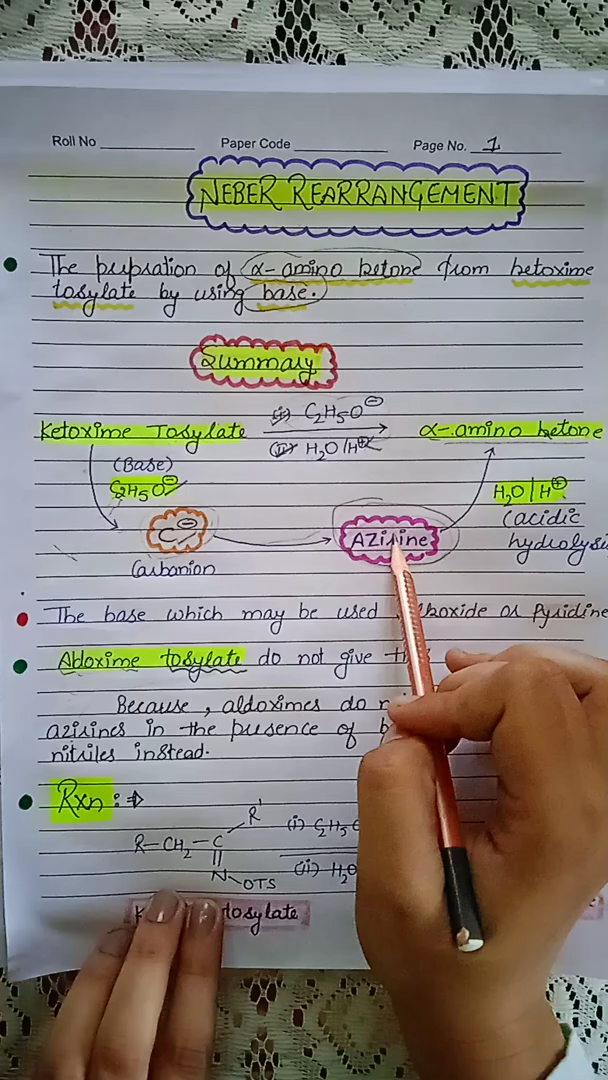 Roll No Paper Code Page No. 1
NEBER REARRANGEMENT
The prepration of α-amino ketone from ketoxime
tosylate by using base.
Summary
Ketoxime Tosylate (i) C2H5O⊖ α-amino ketone
(ii) H2O/H⊕
(Base)
C2H5O⊖ H2O/H⊕
C⊖ AZirine (acidic
Carbanion hydrolysis
The base which may be used alkoxide or Pyridine
Aldoxime tosylate do not give
Because, aldoximes do
azirines in the presence of
nitriles instead.
Rxn :⇒
R'
R-CH2-C (i) C2H5O
||
N-OTS (ii) H2O
tosylate